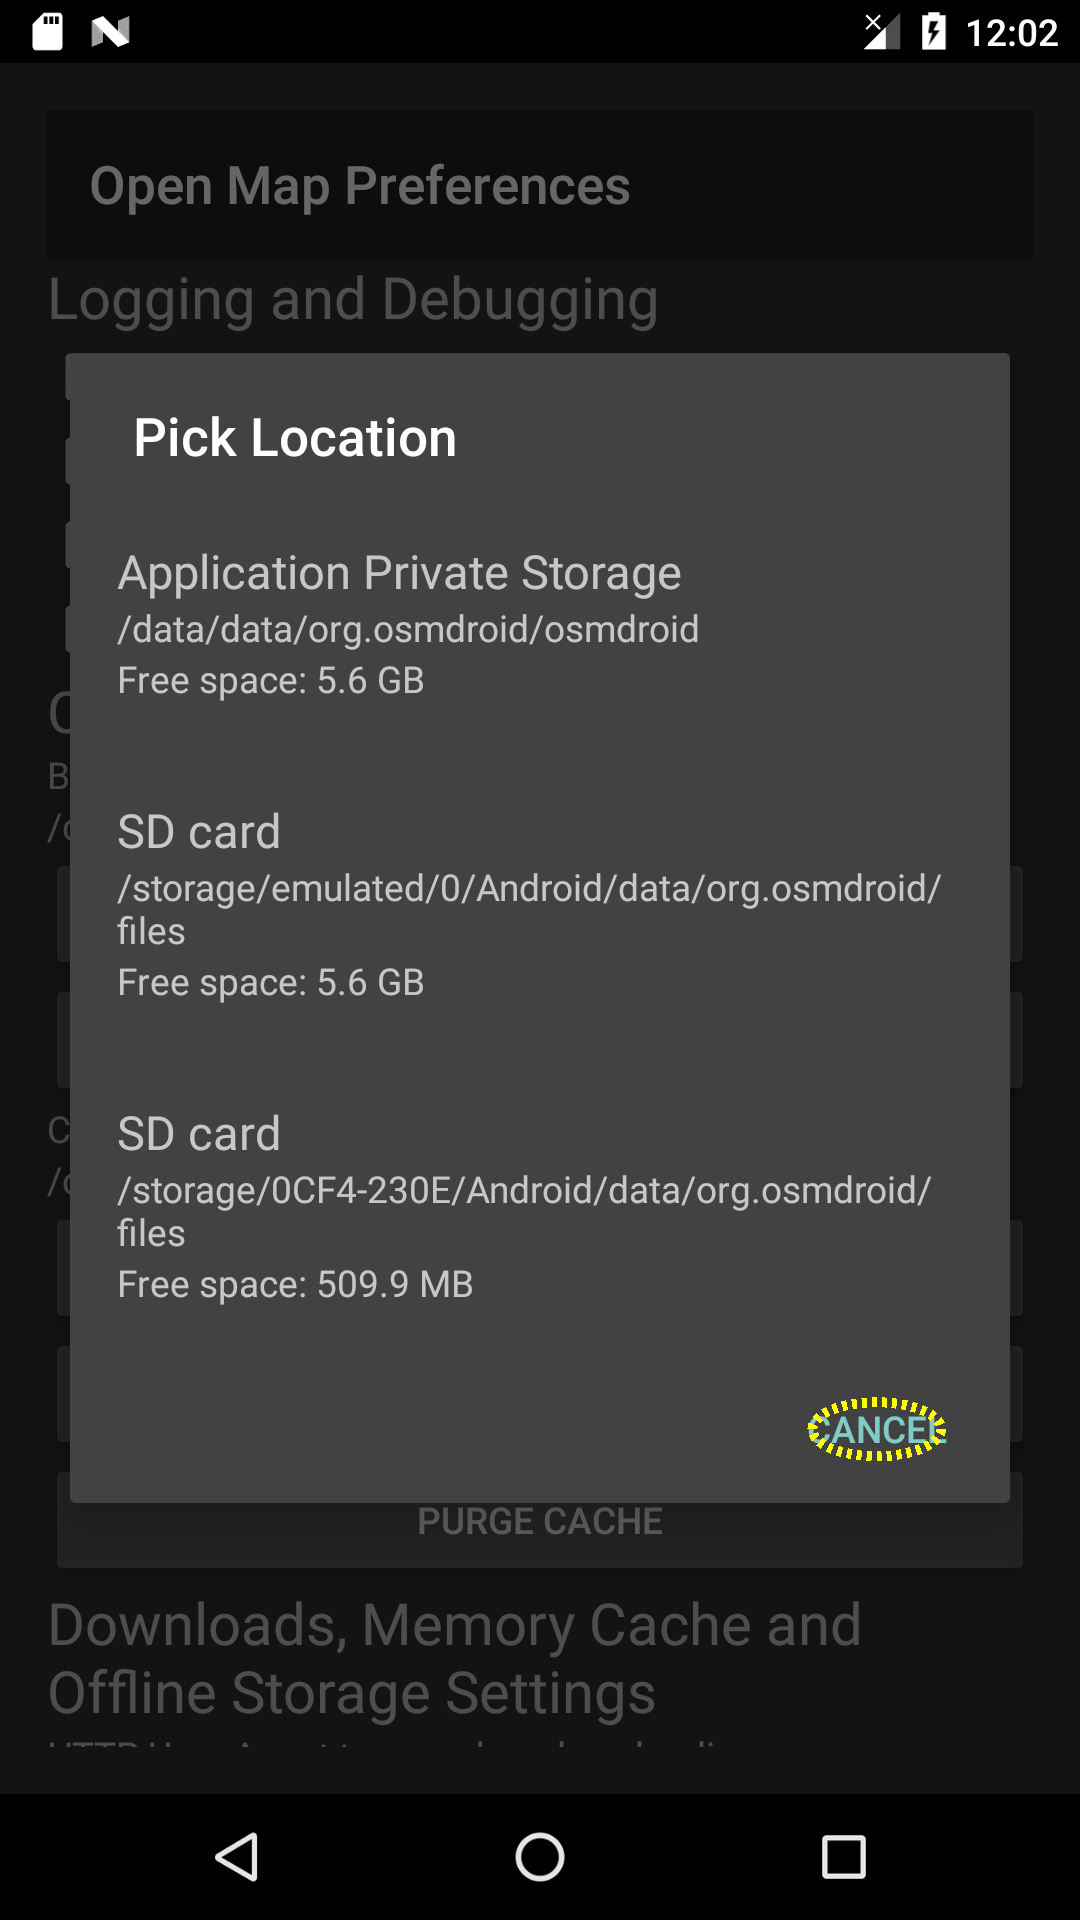 12:02
Open Map Preferences
Logging and Debugging
Pick Location
Application Private Storage
/data/data/org.osmdroid/osmdroid
Free space: 5.6 GB
SD card
/storage/emulated/0/Android/data/org.osmdroid/
files
Free space: 5.6 GB
SD card
/storage/0CF4-230E/Android/data/org.osmdroid/
files
Free space: 509.9 MB
CANCEL
PURGE CACHE
Downloads, Memory Cache and
Offline Storage Settings